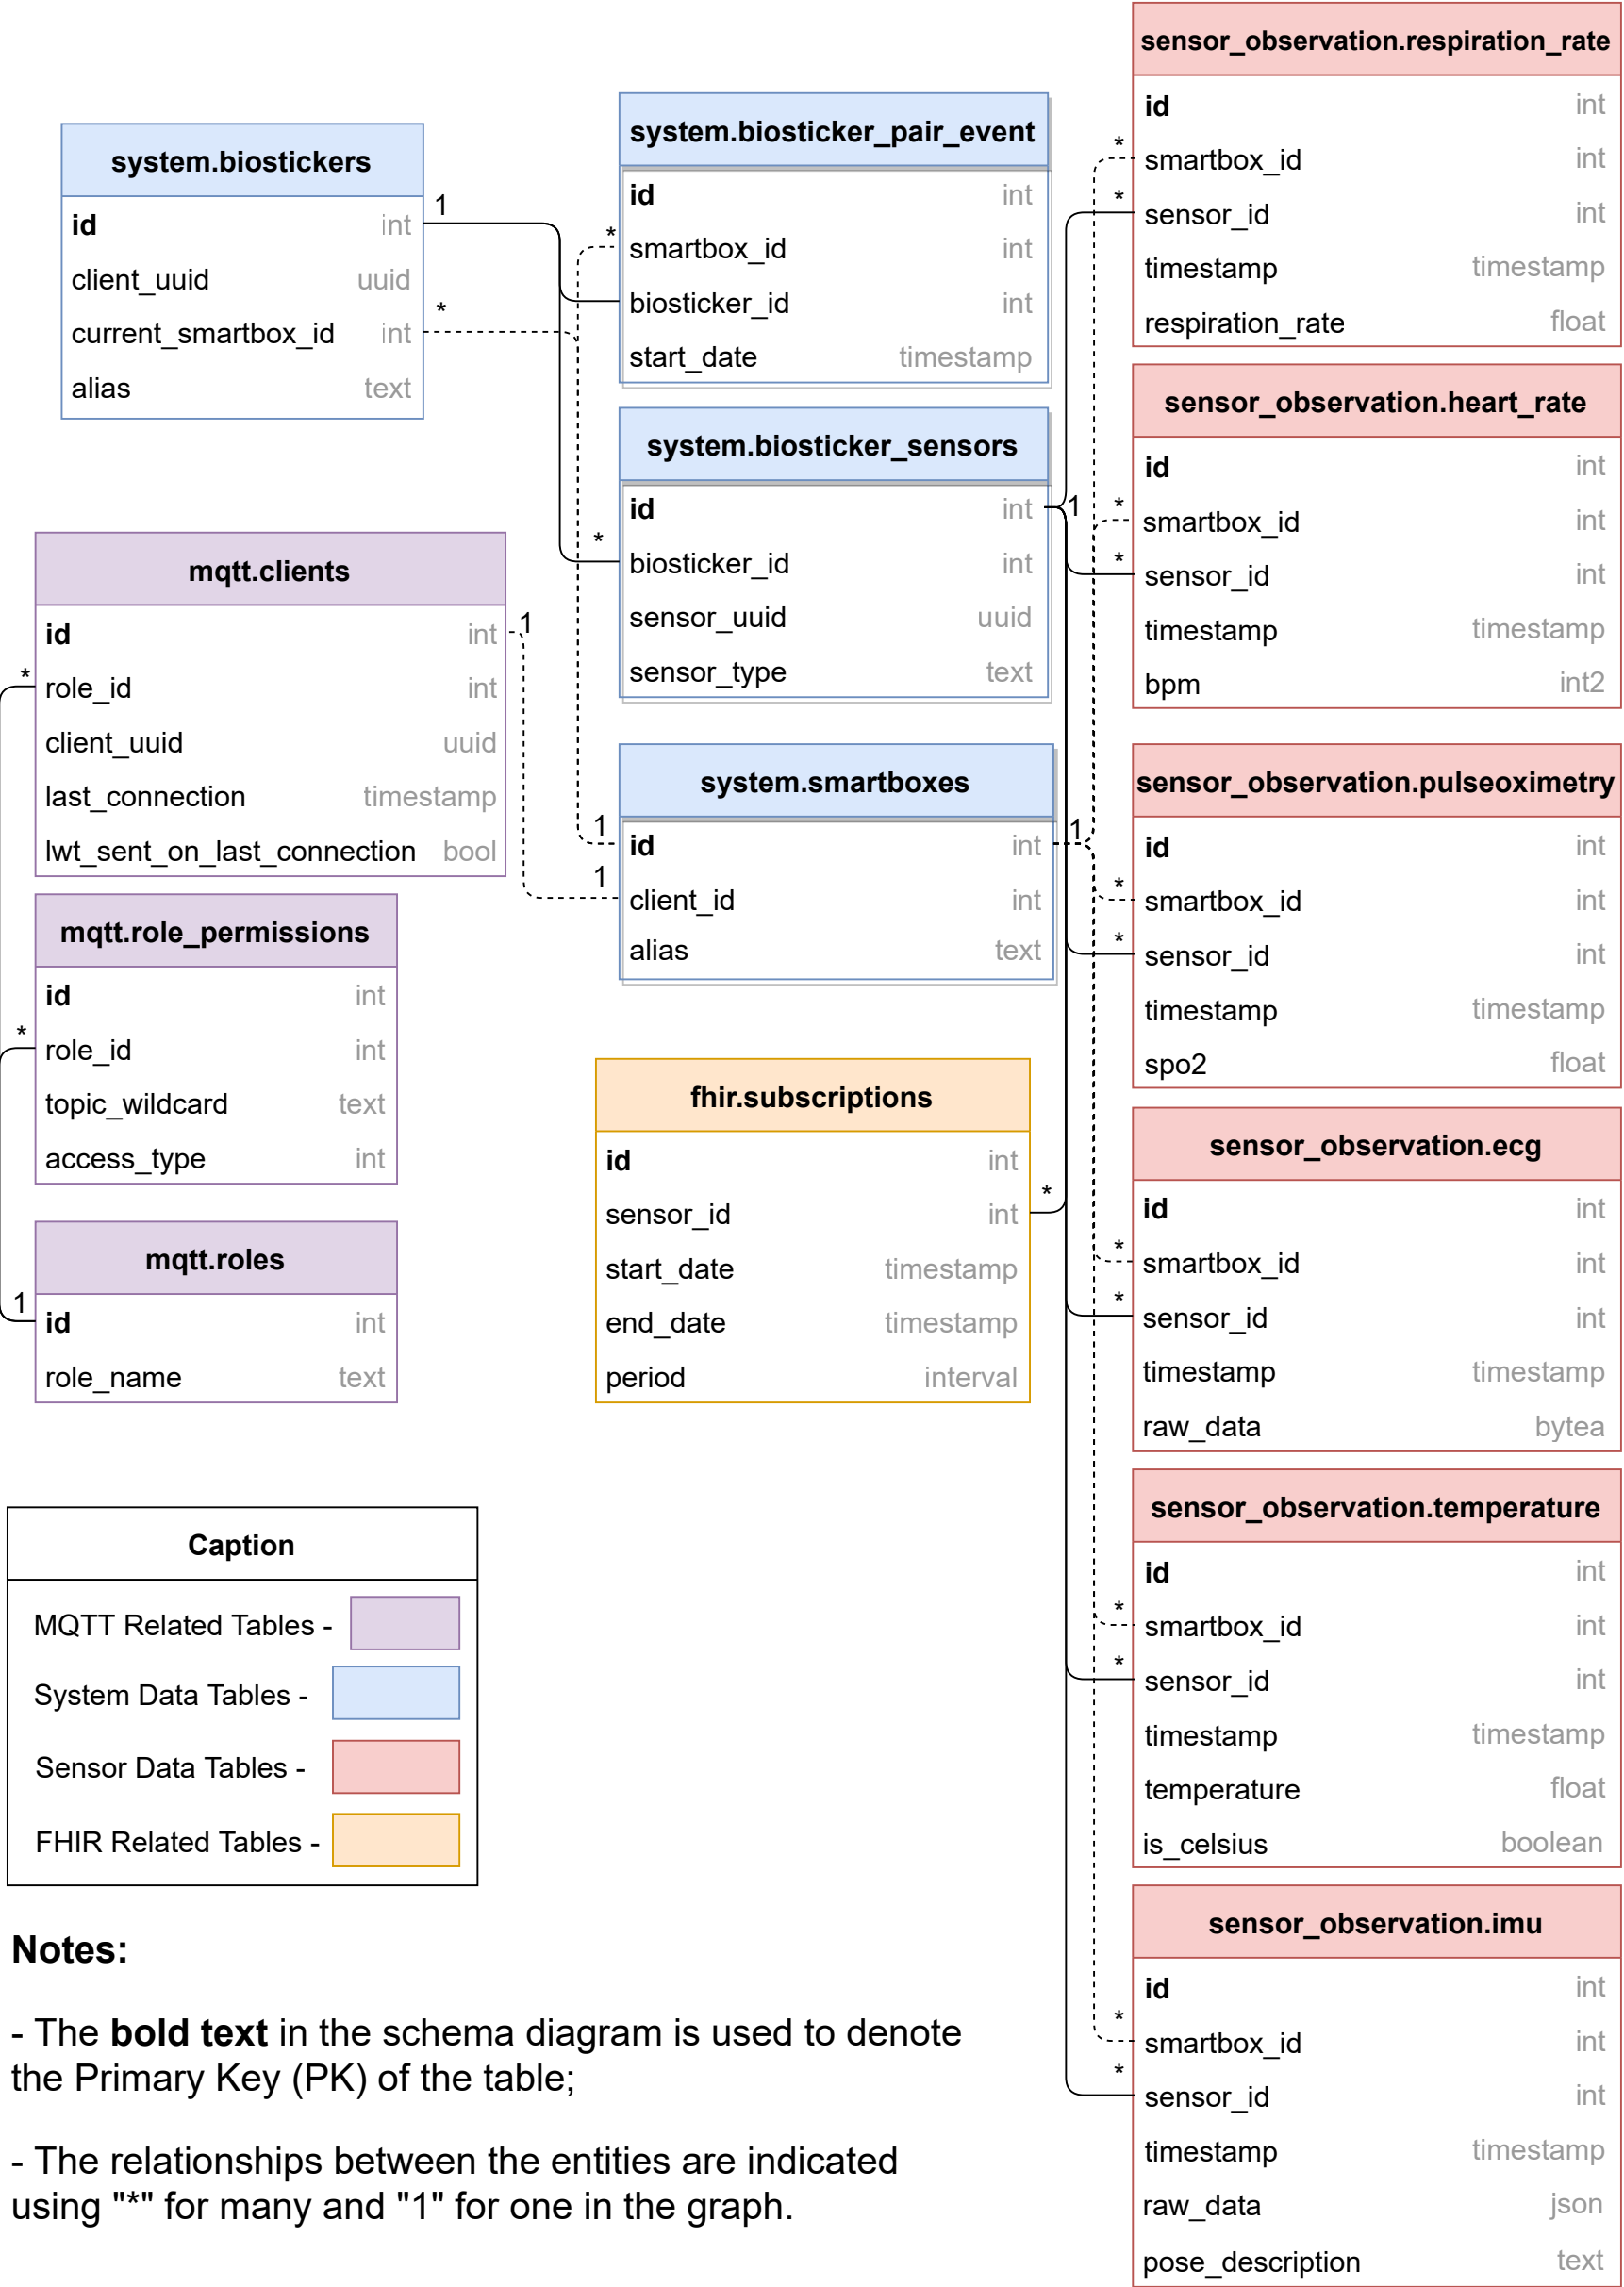 system.biostickers
id int
client_uuid uuid
current_smartbox_id int
alias text
1
*
system.biosticker_pair_event
id int
* smartbox_id int
biosticker_id int
start_date timestamp
system.biosticker_sensors
id int 1
* biosticker_id int
sensor_uuid uuid
sensor_type text
mqtt.clients
id int 1
* role_id int
client_uuid uuid
last_connection timestamp
lwt_sent_on_last_connection bool
mqtt.role_permissions
id int
* role_id int
topic_wildcard text
access_type int
mqtt.roles
1 id int
role_name text
system.smartboxes
1 id int 1
1 client_id int
alias text
fhir.subscriptions
id int
sensor_id int *
start_date timestamp
end_date timestamp
period interval
sensor_observation.respiration_rate
id int
* smartbox_id int
* sensor_id int
timestamp timestamp
respiration_rate float
sensor_observation.heart_rate
id int
* smartbox_id int
* sensor_id int
timestamp timestamp
bpm int2
sensor_observation.pulseoximetry
id int
* smartbox_id int
* sensor_id int
timestamp timestamp
spo2 float
sensor_observation.ecg
id int
* smartbox_id int
* sensor_id int
timestamp timestamp
raw_data bytea
sensor_observation.temperature
id int
* smartbox_id int
* sensor_id int
timestamp timestamp
temperature float
is_celsius boolean
sensor_observation.imu
id int
* smartbox_id int
* sensor_id int
timestamp timestamp
raw_data json
pose_description text
Caption
MQTT Related Tables -
System Data Tables -
Sensor Data Tables -
FHIR Related Tables -
Notes:
- The bold text in the schema diagram is used to denote
the Primary Key (PK) of the table;
- The relationships between the entities are indicated
using "*" for many and "1" for one in the graph.